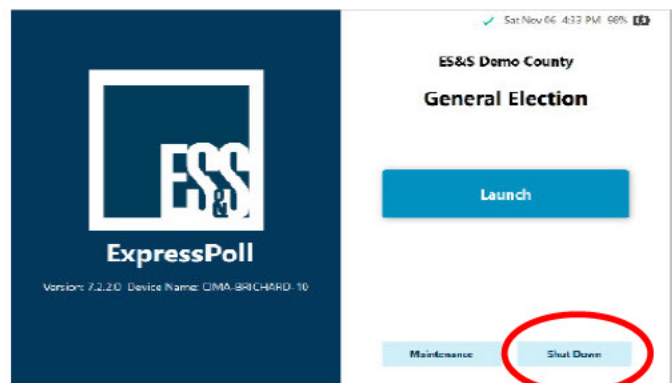 ES&S
ExpressPoll
Version: 7.2.2.0 Device Name: OMA-BRICHARD-10
Sat Nov 06 4:33 PM 98%
ES&S Demo County
General Election
Launch
Maintenance
Shut Down